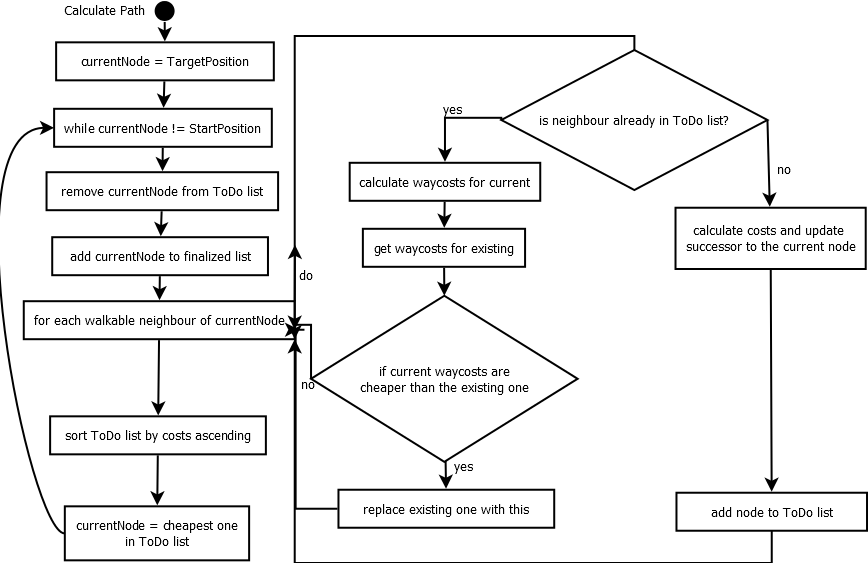 Calculate Path
currentNode = TargetPosition
while currentNode != StartPosition
remove currentNode from ToDo list
add currentNode to finalized list
for each walkable neighbour of currentNode
sort ToDo list by costs ascending
currentNode = cheapest one
in ToDo list
do
is neighbour already in ToDo list?
yes
calculate waycosts for current
get waycosts for existing
if current waycosts are
cheaper than the existing one
no
yes
replace existing one with this
no
calculate costs and update
successor to the current node
add node to ToDo list